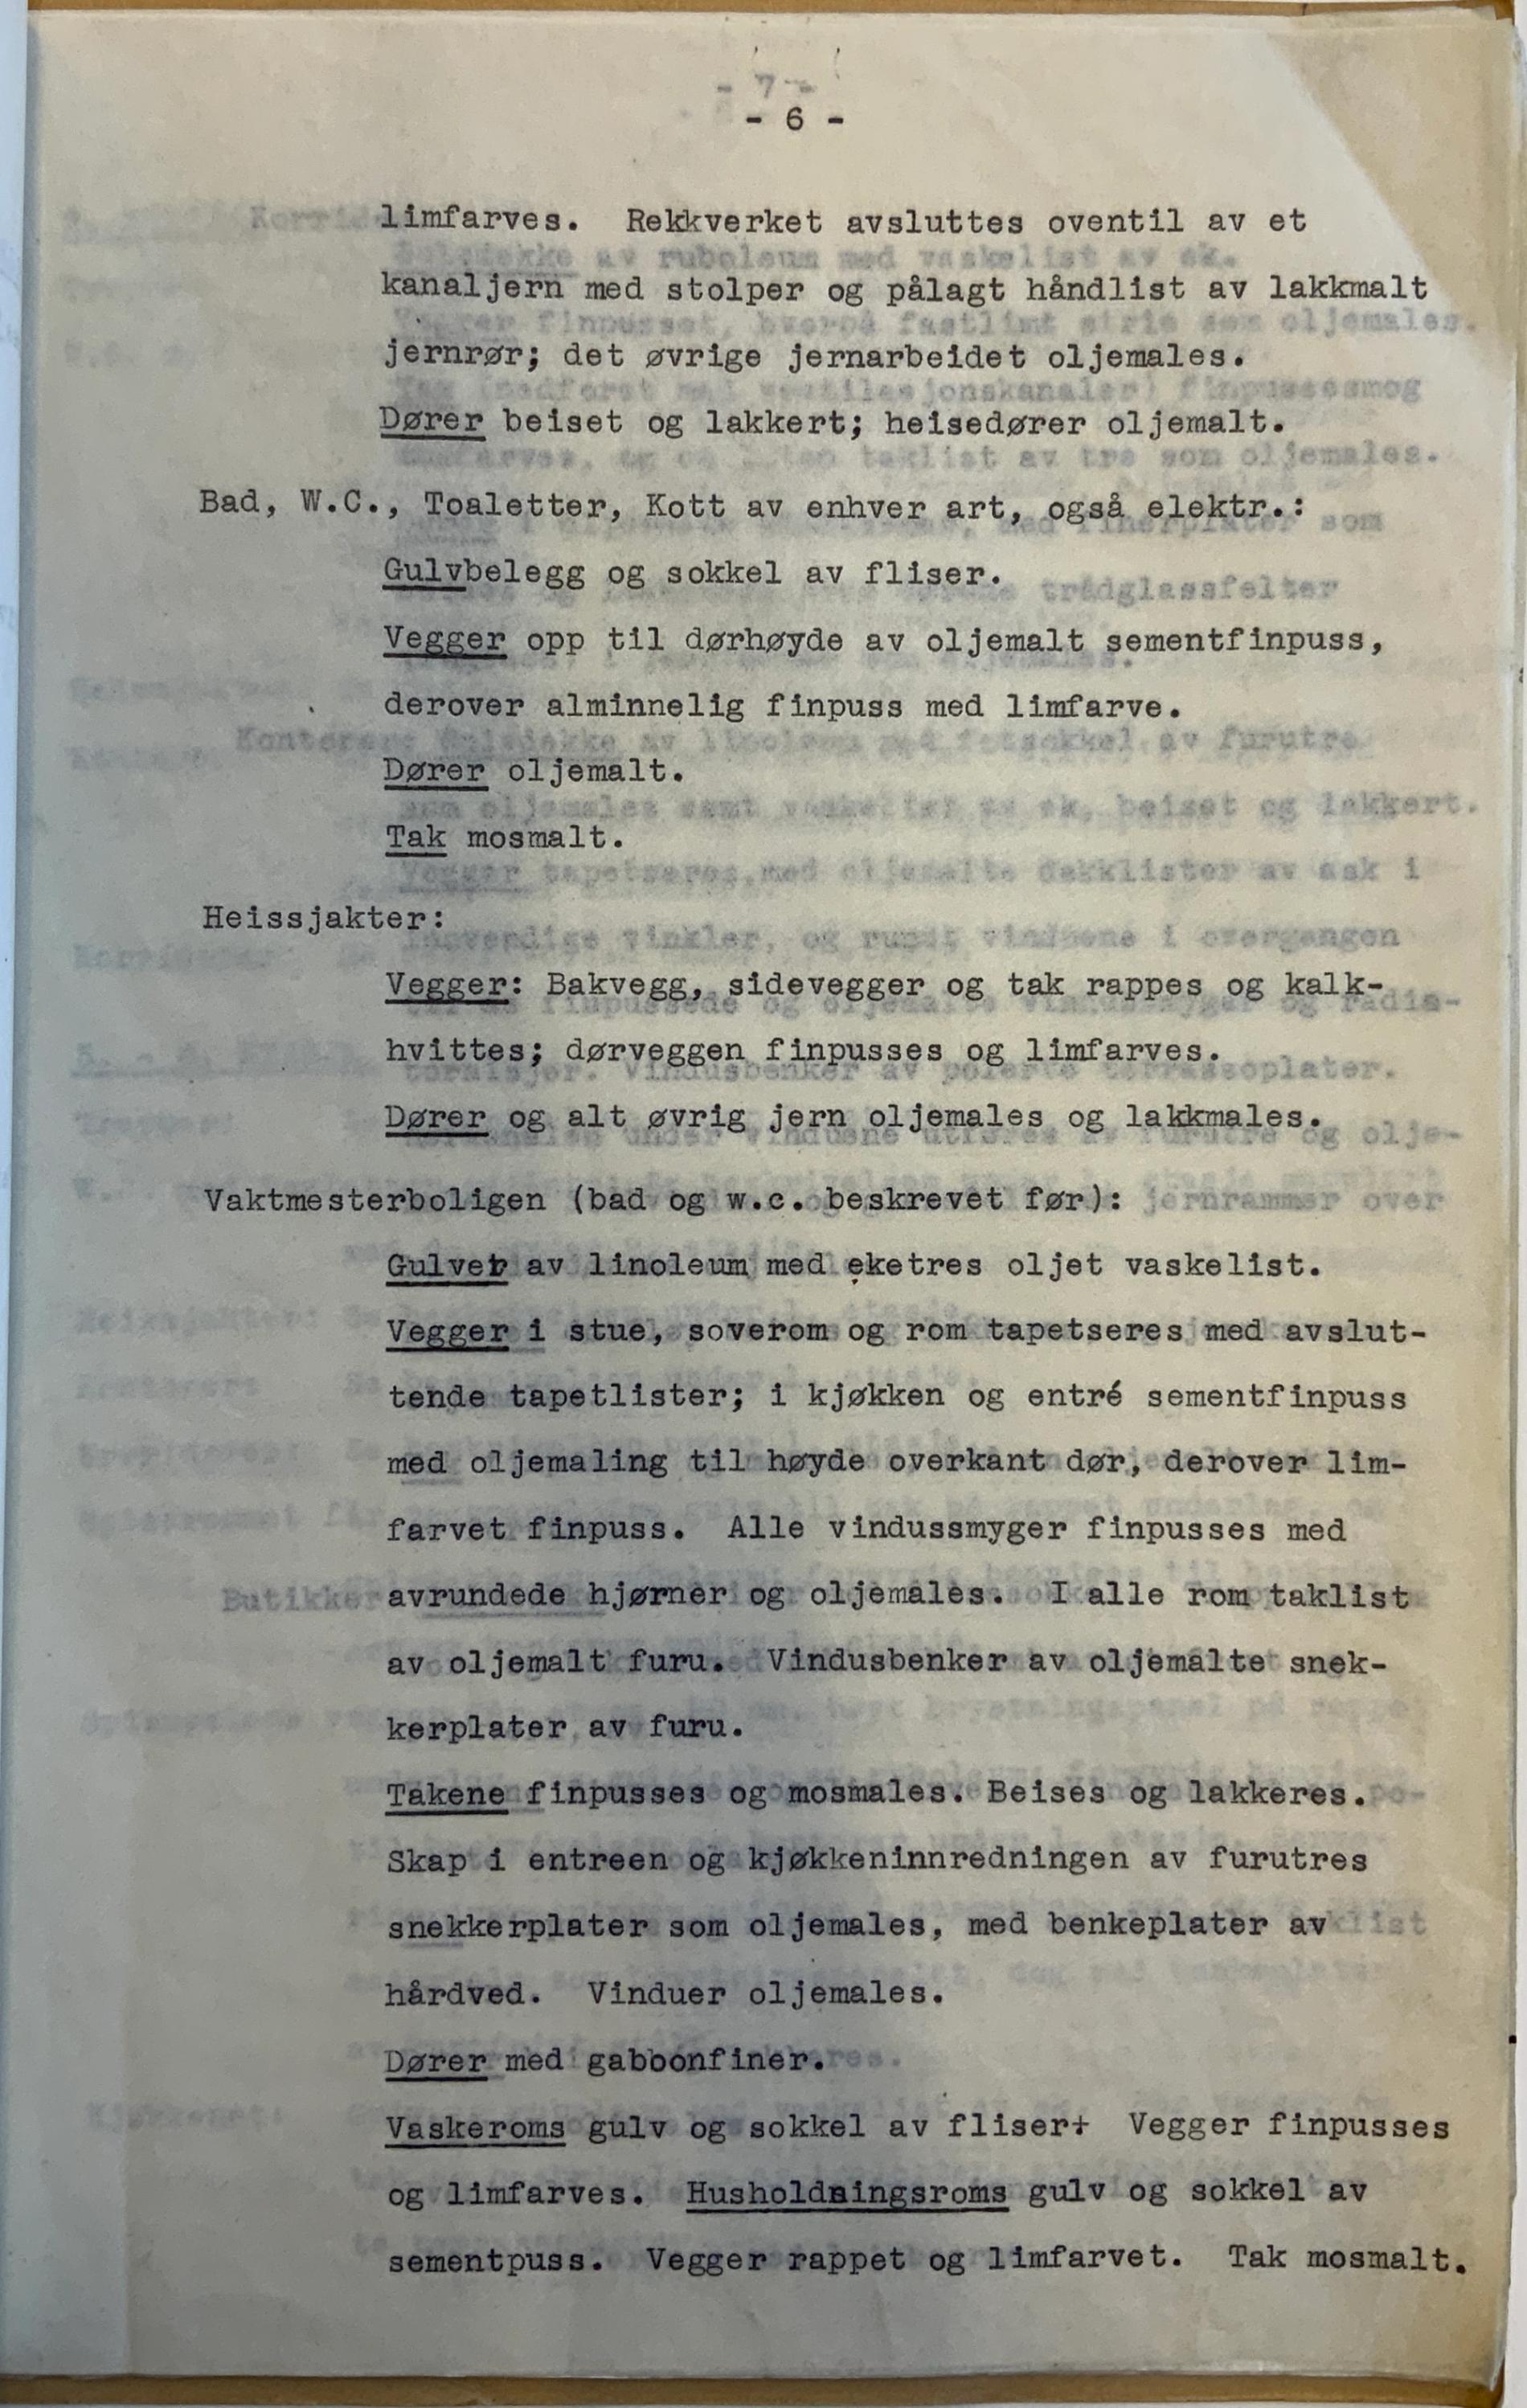 - 6 -
limfarves. Rekkverket avsluttes oventil av et
kanaljern med stolper og pålagt håndlist av lakkmalt
jernrør; det øvrige jernarbeidet oljemales.
Dører beiset og lakkert; heisedører oljemalt.
Bad, W.C., Toaletter, Kott av enhver art, også elektr.:
Gulvbelegg og sokkel av fliser.
Vegger opp til dørhøyde av oljemalt sementfinpuss,
derover alminnelig finpuss med limfarve.
Dører oljemalt.
Tak mosmalt.
Heissjakter:
Vegger: Bakvegg, sidevegger og tak rappes og kalk-
hvittes; dørveggen finpusses og limfarves.
Dører og alt øvrig jern oljemales og lakkmales.
Vaktmesterboligen (bad og w.c. beskrevet før):
Gulver av linoleum med eketres oljet vaskelist.
Vegger i stue, soverom og rom tapetseres med avslut-
tende tapetlister; i kjøkken og entré sementfinpuss
med oljemaling til høyde overkant dør, derover lim-
farvet finpuss. Alle vindussmyger finpusses med
avrundede hjørner og oljemales. I alle rom taklist
av oljemalt furu. Vindusbenker av oljemalte snek-
kerplater av furu.
Takene finpusses og mosmales. Beises og lakkeres.
Skap i entreen og kjøkkeninnredningen av furutres
snekkerplater som oljemales, med benkeplater av
hårdved. Vinduer oljemales.
Dører med gaboonfiner.
Vaskeroms gulv og sokkel av fliser+ Vegger finpusses
og limfarves. Husholdningsroms gulv og sokkel av
sementpuss. Vegger rappet og limfarvet. Tak mosmalt.